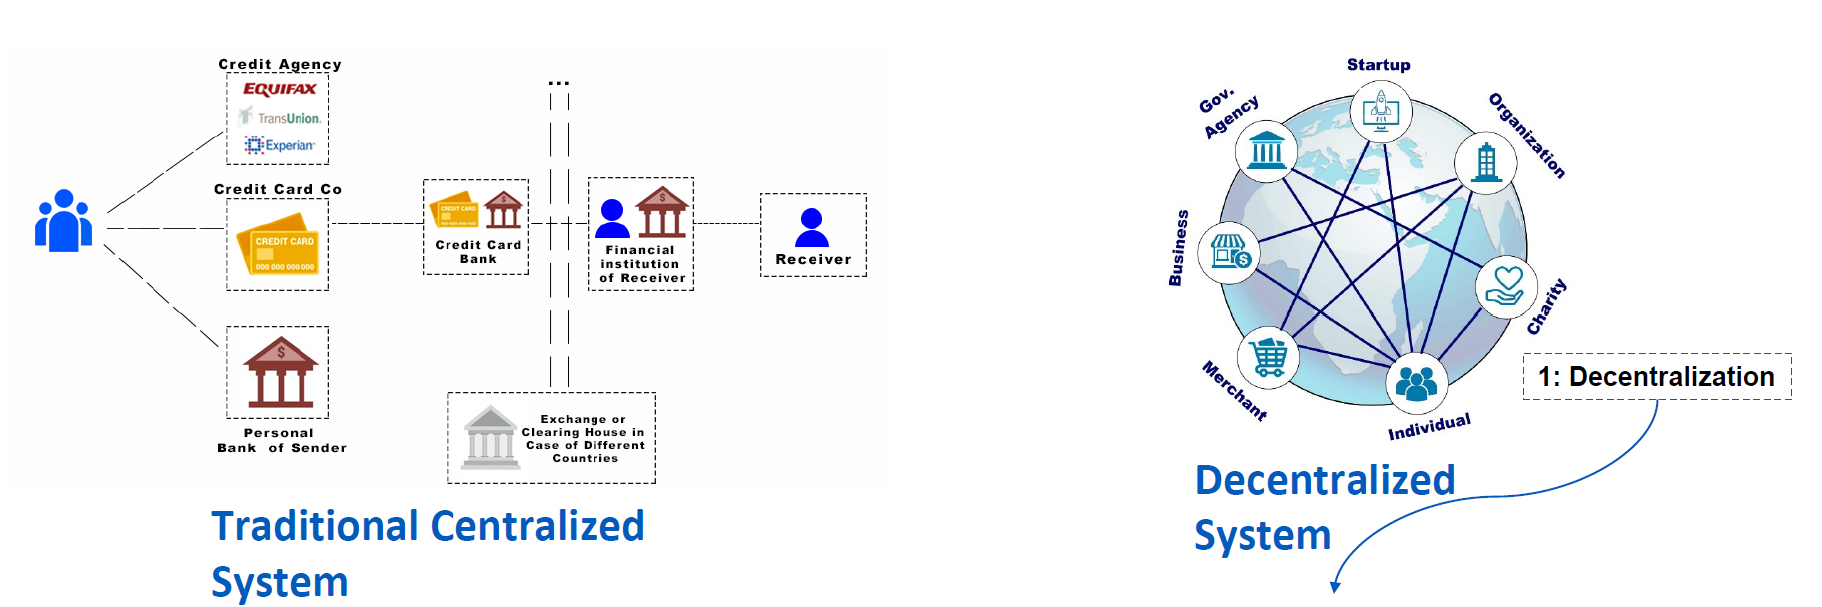 Credit Agency
EQUIFAX
TransUnion.
Experian
Credit Card Co
CREDIT CARD
000 000 000000
$
Personal
Bank of Sender
CREDIT CARD
$
Credit Card
Bank
...
$
Financial
institution
of Receiver
Receiver
Exchange or
Clearing House in
Case of Different
Countries
Traditional Centralized
System
Startup
Gov.
Agency
Organization
Business
$
Charity
Merchant
Individual
1: Decentralization
Decentralized
System